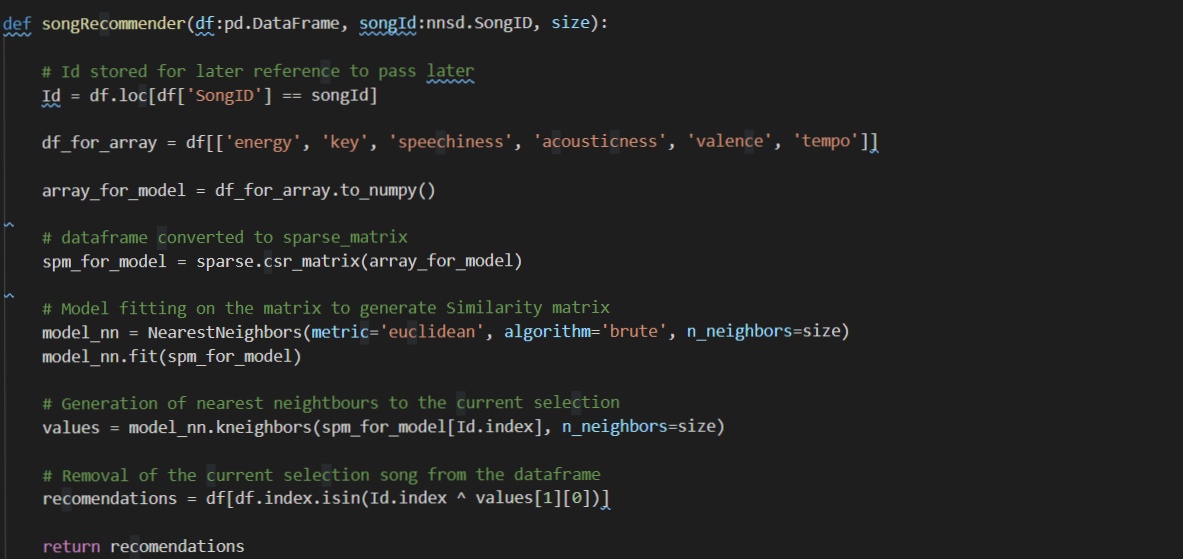 def songRecommender(df:pd.DataFrame, songId:nnsd.SongID, size):
# Id stored for later reference to pass later
Id = df.loc[df['SongID'] == songId]
df_for_array = df[['energy', 'key', 'speechiness', 'acousticness', 'valence', 'tempo']]
array_for_model = df_for_array.to_numpy()
# dataframe converted to sparse_matrix
spm_for_model = sparse.csr_matrix(array_for_model)
# Model fitting on the matrix to generate Similarity matrix
model_nn = NearestNeighbors(metric='euclidean', algorithm='brute', n_neighbors=size)
model_nn.fit(spm_for_model)
# Generation of nearest neightbours to the current selection
values = model_nn.kneighbors(spm_for_model[Id.index], n_neighbors=size)
# Removal of the current selection song from the dataframe
recomendations = df[df.index.isin(Id.index ^ values[1][0])]
return recomendations